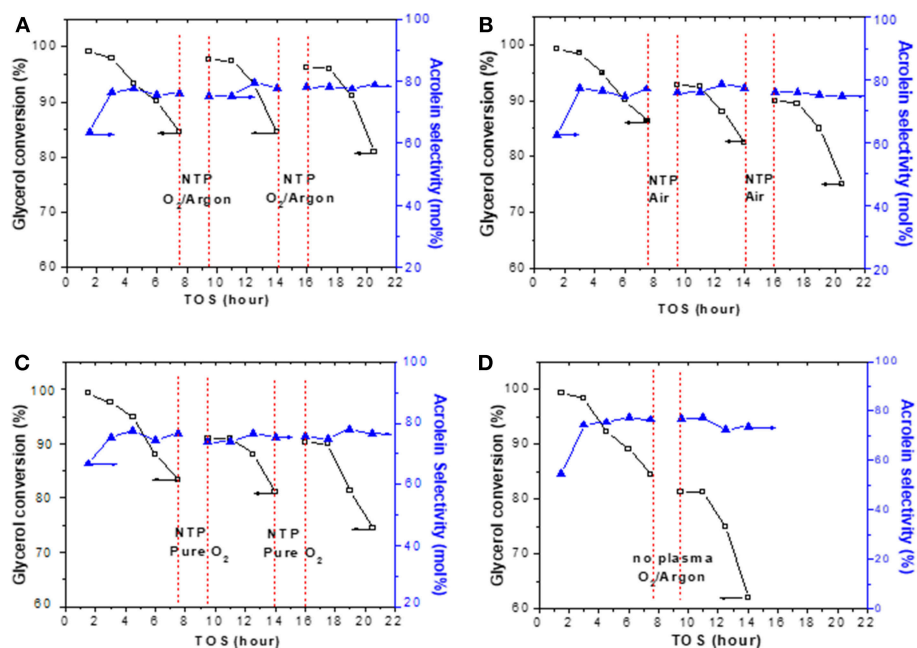 A
Glycerol conversion (%)
100
90
80
70
60
0 2 4 6 8 10 12 14 16 18 20 22
TOS (hour)
NTP
O2/Argon
NTP
O2/Argon
100
80
60
40
20
Acrolein selectivity (mol%)
B
Glycerol conversion (%)
100
90
80
70
60
0 2 4 6 8 10 12 14 16 18 20 22
TOS (hour)
NTP
Air
NTP
Air
100
80
60
40
20
Acrolein selectivity (mol%)
C
Glycerol conversion (%)
100
90
80
70
60
0 2 4 6 8 10 12 14 16 18 20 22
TOS (hour)
NTP
Pure O2
NTP
Pure O2
100
80
60
40
20
0
Acrolein Selectivity (mol%)
D
Glycerol conversion (%)
100
90
80
70
60
0 2 4 6 8 10 12 14 16 18 20 22
TOS (hour)
no plasma
O2/Argon
100
80
60
40
20
0
Acrolein selectivity (%)